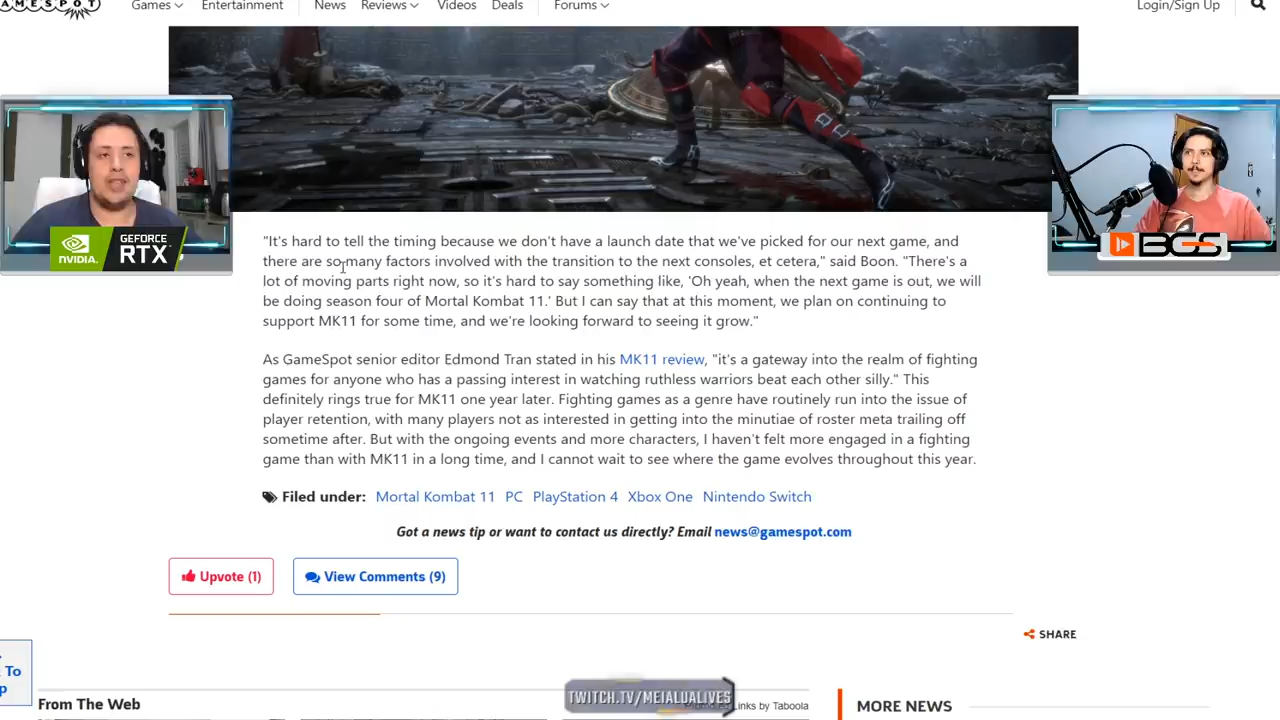 Games
Entertainment
News
Reviews
Videos
Deals
Forums
Login/Sign Up
NVIDIA.
GEFORCE
RTX
BGS
"It's hard to tell the timing because we don't have a launch date that we've picked for our next game, and
there are so many factors involved with the transition to the next consoles, et cetera," said Boon. "There's a
lot of moving parts right now, so it's hard to say something like, 'Oh yeah, when the next game is out, we will
be doing season four of Mortal Kombat 11.' But I can say that at this moment, we plan on continuing to
support MK11 for some time, and we're looking forward to seeing it grow."
As GameSpot senior editor Edmond Tran stated in his MK11 review, "it's a gateway into the realm of fighting
games for anyone who has a passing interest in watching ruthless warriors beat each other silly." This
definitely rings true for MK11 one year later. Fighting games as a genre have routinely run into the issue of
player retention, with many players not as interested in getting into the minutiae of roster meta trailing off
sometime after. But with the ongoing events and more characters, I haven't felt more engaged in a fighting
game than with MK11 in a long time, and I cannot wait to see where the game evolves throughout this year.
Filed under: Mortal Kombat 11 PC PlayStation 4 Xbox One Nintendo Switch
Got a news tip or want to contact us directly? Email news@gamespot.com
Upvote (1)
View Comments (9)
SHARE
To
From The Web
TWITCH.TV/MEIALUALIVES
Links by Taboola
MORE NEWS